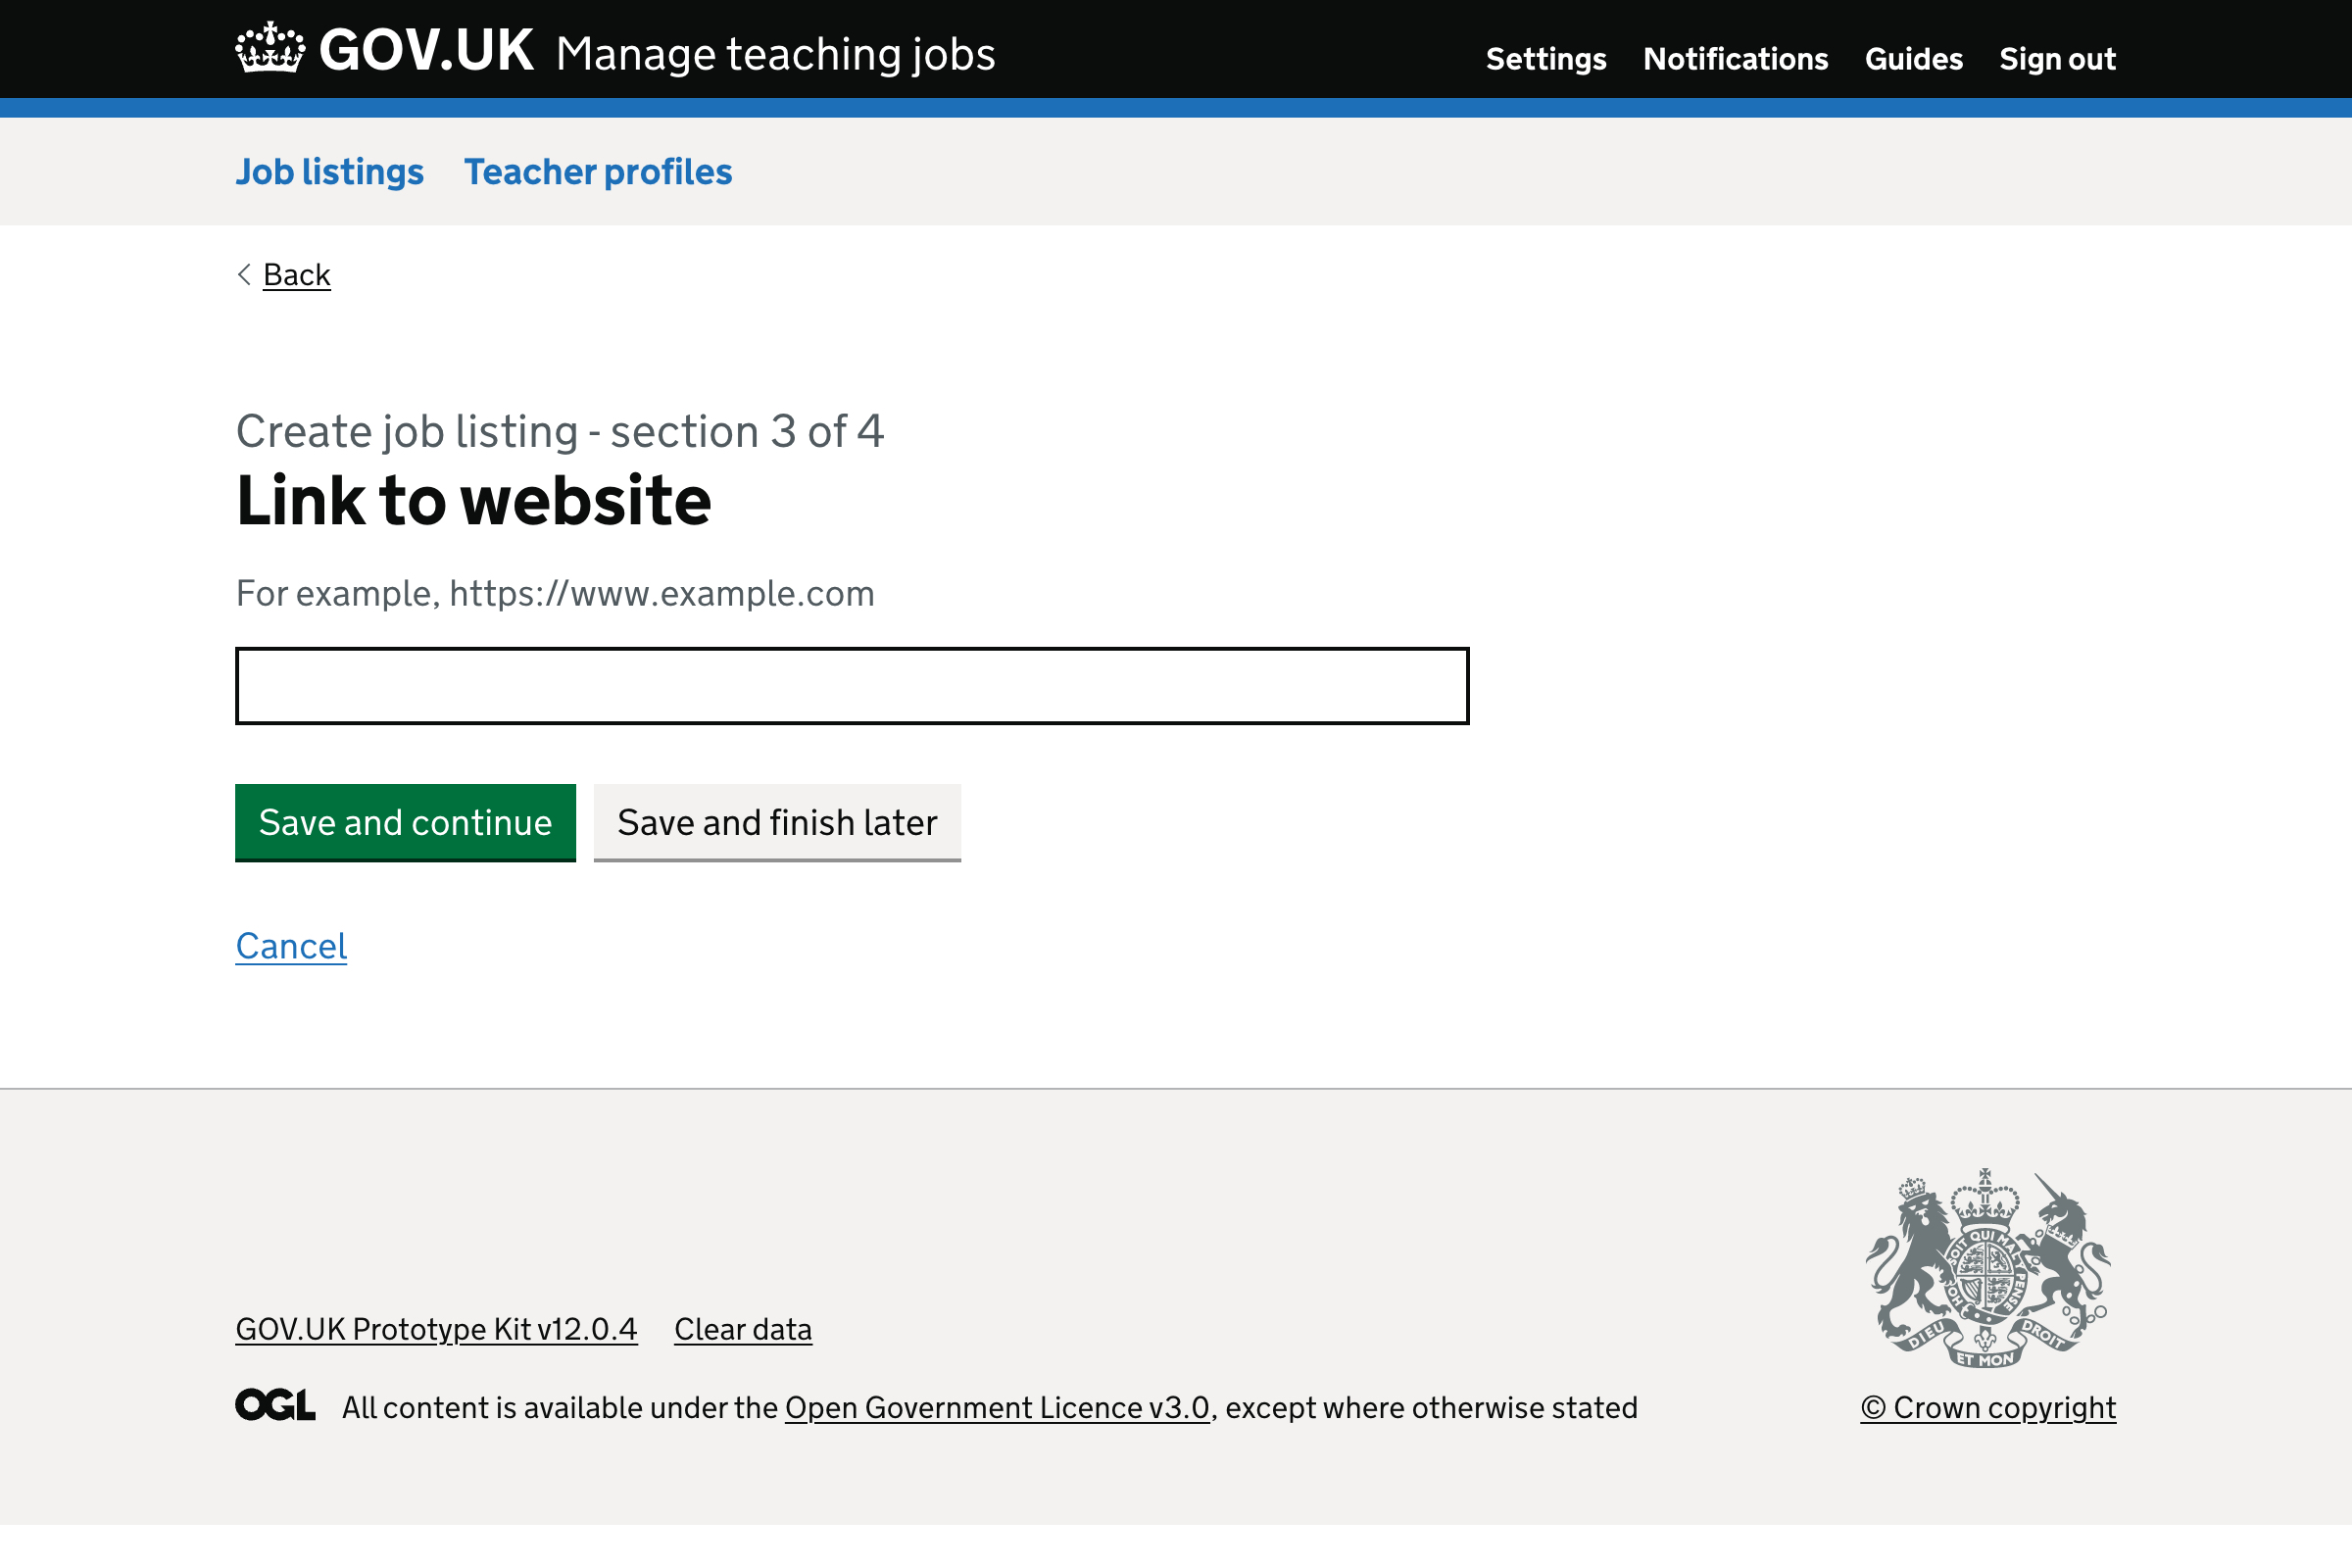 GOV.UK Manage teaching jobs Settings Notifications Guides Sign out
Job listings Teacher profiles
Back
Create job listing - section 3 of 4
Link to website
For example, https://www.example.com
Save and continue Save and finish later
Cancel
GOV.UK Prototype Kit v12.0.4 Clear data
OGL All content is available under the Open Government Licence v3.0, except where otherwise stated
SOIT QUI MAL PENSE HON
DIEU ET MON DROIT
© Crown copyright